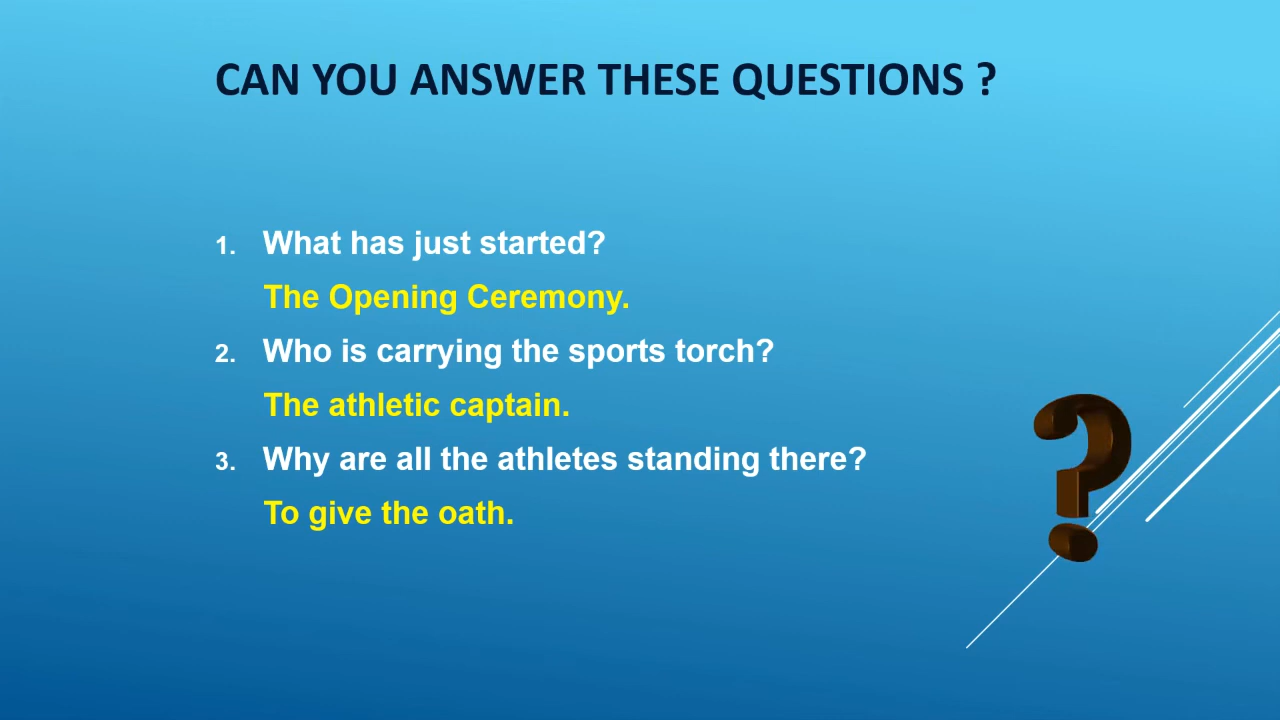 CAN YOU ANSWER THESE QUESTIONS ?
1. What has just started?
The Opening Ceremony.
2. Who is carrying the sports torch?
The athletic captain.
3. Why are all the athletes standing there?
To give the oath.
?